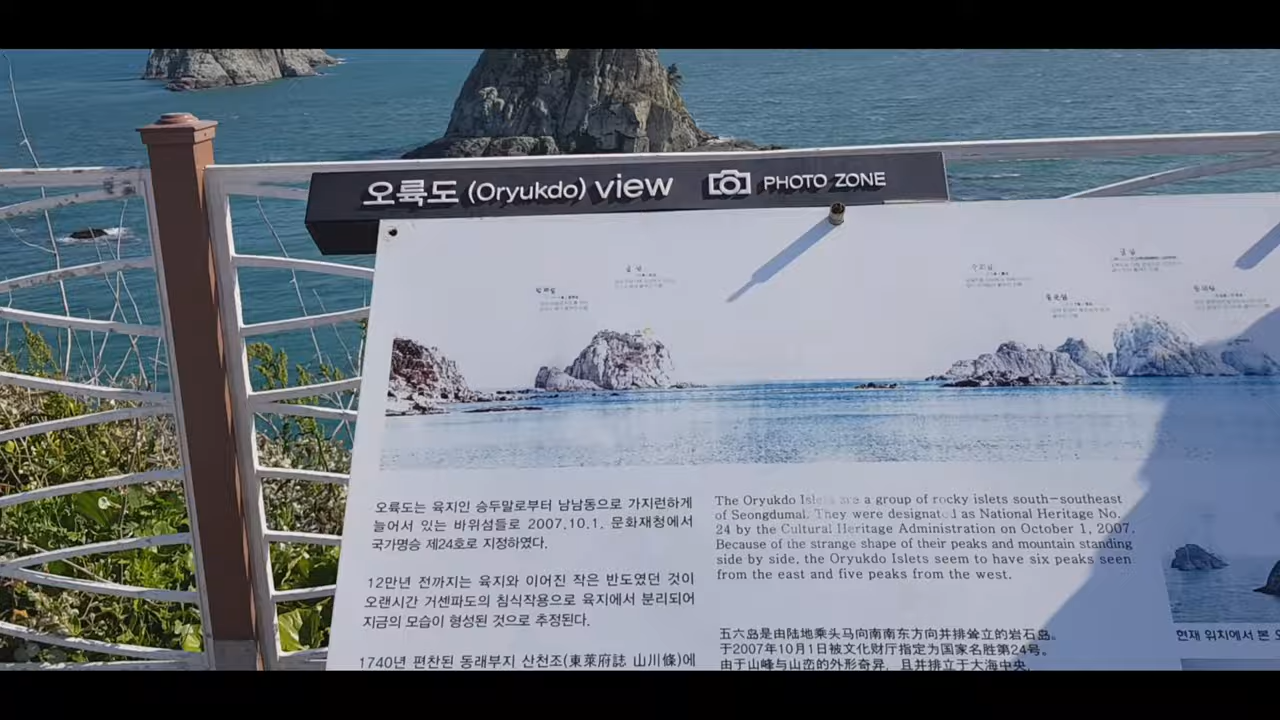 오륙도 (Oryukdo) view PHOTO ZONE
굴섬
오륙도는 육지인 승두말로부터 남남동으로 가지런하게
늘어서 있는 바위섬들로 2007.10.1. 문화재청에서
국가명승 제24호로 지정하였다.
12만년 전까지는 육지와 이어진 작은 반도였던 것이
오랜시간 거센파도의 침식작용으로 육지에서 분리되어
지금의 모습이 형성된 것으로 추정된다.
1740년 편찬된 동래부지 산천조(東萊府誌 山川條)에
The Oryukdo Islets are a group of rocky islets south-southeast
of Seongdumal. They were designated as National Heritage No.
24 by the Cultural Heritage Administration on October 1, 2007.
Because of the strange shape of their peaks and mountain standing
side by side, the Oryukdo Islets seem to have six peaks seen
from the east and five peaks from the west.
五六岛是由陆地乘头马向南南东方向并排耸立的岩石岛。
于2007年10月1日被文化财厅指定为国家名胜第24号。
由于山峰与山峦的外形奇异，且并排立于大海中央,
현재 위치에서 본 오